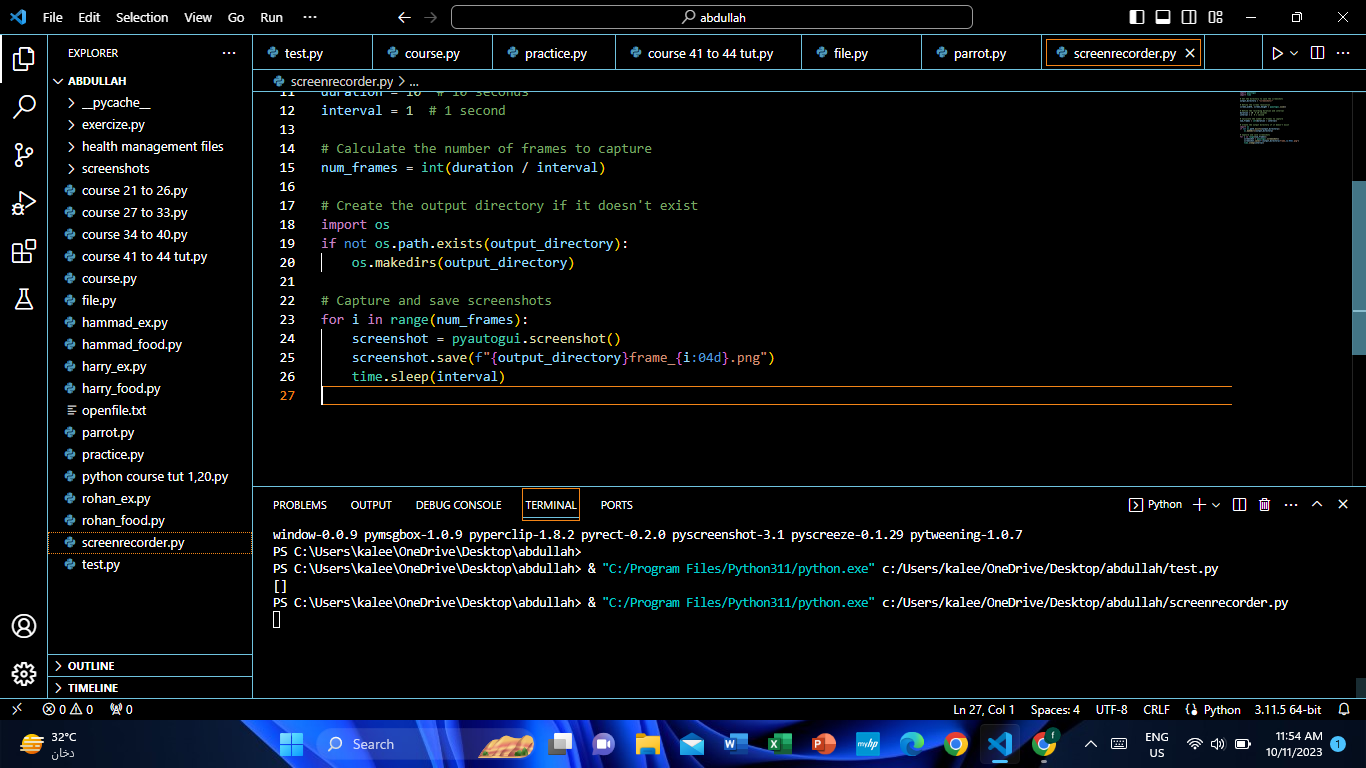 File Edit Selection View Go Run ··· abdullah
EXPLORER ···
test.py course.py practice.py course 41 to 44 tut.py file.py parrot.py screenrecorder.py
ABDULLAH
__pycache__
exercize.py
health management files
screenshots
course 21 to 26.py
course 27 to 33.py
course 34 to 40.py
course 41 to 44 tut.py
course.py
file.py
hammad_ex.py
hammad_food.py
harry_ex.py
harry_food.py
openfile.txt
parrot.py
practice.py
python course tut 1,20.py
rohan_ex.py
rohan_food.py
screenrecorder.py
test.py
OUTLINE
TIMELINE
screenrecorder.py > ...
11 duration = 10 # 10 seconds
12 interval = 1 # 1 second
13
14 # Calculate the number of frames to capture
15 num_frames = int(duration / interval)
16
17 # Create the output directory if it doesn't exist
18 import os
19 if not os.path.exists(output_directory):
20 os.makedirs(output_directory)
21
22 # Capture and save screenshots
23 for i in range(num_frames):
24 screenshot = pyautogui.screenshot()
25 screenshot.save(f"{output_directory}frame_{i:04d}.png")
26 time.sleep(interval)
27
PROBLEMS OUTPUT DEBUG CONSOLE TERMINAL PORTS Python
window-0.0.9 pymsgbox-1.0.9 pyperclip-1.8.2 pyrect-0.2.0 pyscreenshot-3.1 pyscreeze-0.1.29 pytweening-1.0.7
PS C:\Users\kalee\OneDrive\Desktop\abdullah>
PS C:\Users\kalee\OneDrive\Desktop\abdullah> & "C:/Program Files/Python311/python.exe" c:/Users/kalee/OneDrive/Desktop/abdullah/test.py
[]
PS C:\Users\kalee\OneDrive\Desktop\abdullah> & "C:/Program Files/Python311/python.exe" c:/Users/kalee/OneDrive/Desktop/abdullah/screenrecorder.py
0 0 0 Ln 27, Col 1 Spaces: 4 UTF-8 CRLF Python 3.11.5 64-bit
32°C
دخان
Search
myhp
ENG
US
11:54 AM
10/11/2023
1